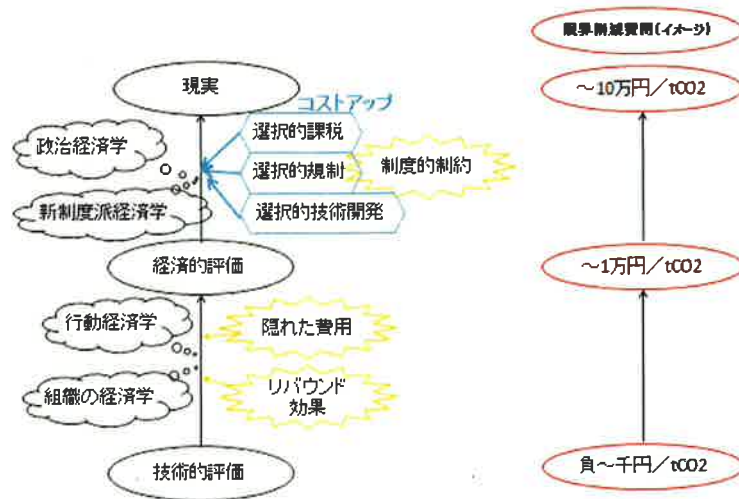 限界削減費用(イメージ)
現実
～10万円／tCO2
コストアップ
選択的課税
政治経済学
選択的規制
制度的制約
新制度派経済学
選択的技術開発
経済的評価
～1万円／tCO2
行動経済学
隠れた費用
組織の経済学
リバウンド
効果
技術的評価
負～千円／tCO2